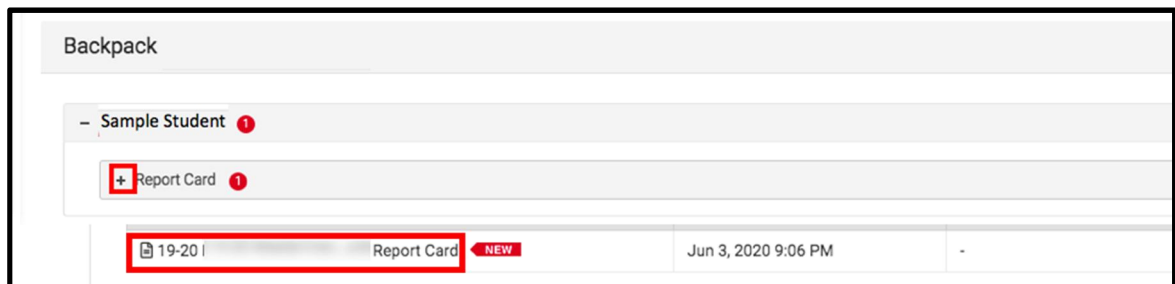 Backpack
– Sample Student 1
+ Report Card 1
19-20 Report Card NEW Jun 3, 2020 9:06 PM -